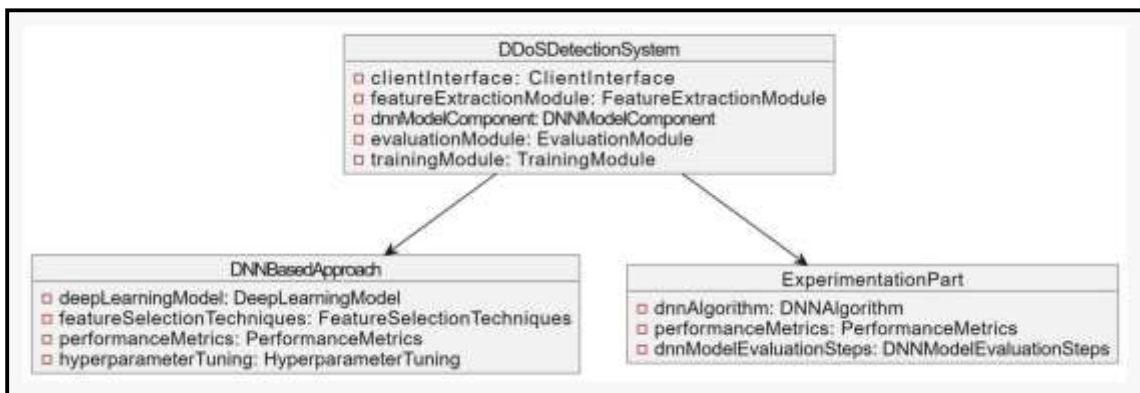 DDoSDetectionSystem
clientInterface: ClientInterface
featureExtractionModule: FeatureExtractionModule
dnnModelComponent: DNNModelComponent
evaluationModule: EvaluationModule
trainingModule: TrainingModule
DNNBasedApproach
deepLearningModel: DeepLearningModel
featureSelectionTechniques: FeatureSelectionTechniques
performanceMetrics: PerformanceMetrics
hyperparameterTuning: HyperparameterTuning
ExperimentationPart
dnnAlgorithm: DNNAlgorithm
performanceMetrics: PerformanceMetrics
dnnModelEvaluationSteps: DNNModelEvaluationSteps